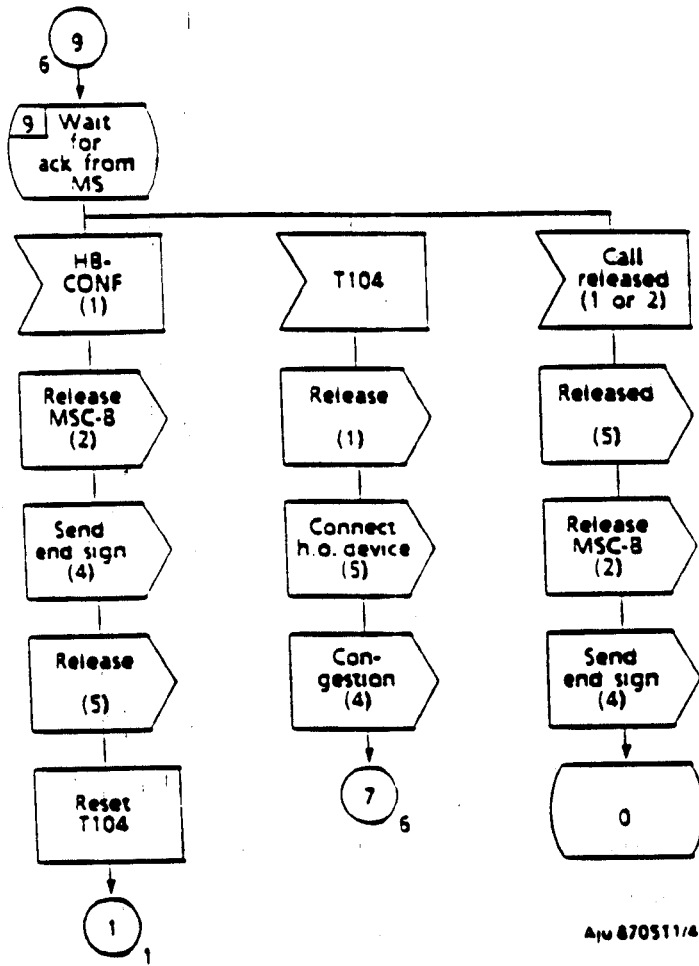 9
6
9
Wait
for
ack from
MS
HB-
CONF
(1)
T104
Call
released
(1 or 2)
Release
MSC-B
(2)
Release
(1)
Released
(5)
Send
end sign
(4)
Connect
h.o. device
(5)
Release
MSC-B
(2)
Release
(5)
Con-
gestion
(4)
Send
end sign
(4)
Reset
T104
7
6
0
1
1